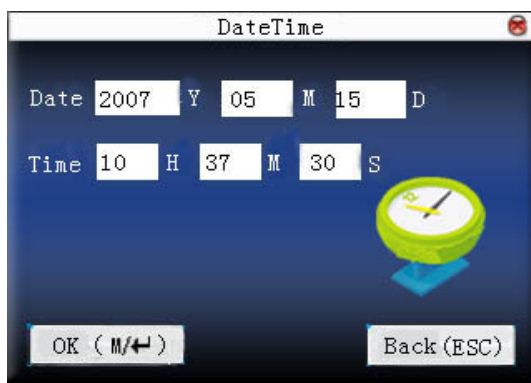 DateTime
Date 2007 Y 05 M 15 D
Time 10 H 37 M 30 S
OK (M/↵) Back(ESC)